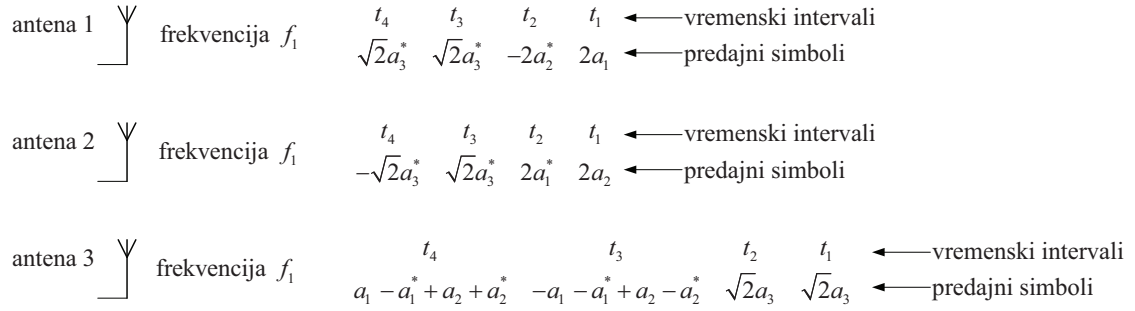 t₄ t₃ t₂ t₁ vremenski intervali
antena 1 frekvencija f₁
√2a₃* √2a₃* −2a₂* 2a₁ predajni simboli
t₄ t₃ t₂ t₁ vremenski intervali
antena 2 frekvencija f₁
−√2a₃* √2a₃* 2a₁* 2a₂ predajni simboli
t₄ t₃ t₂ t₁ vremenski intervali
antena 3 frekvencija f₁
a₁ − a₁* + a₂ + a₂* −a₁ − a₁* + a₂ − a₂* √2a₃ √2a₃ predajni simboli